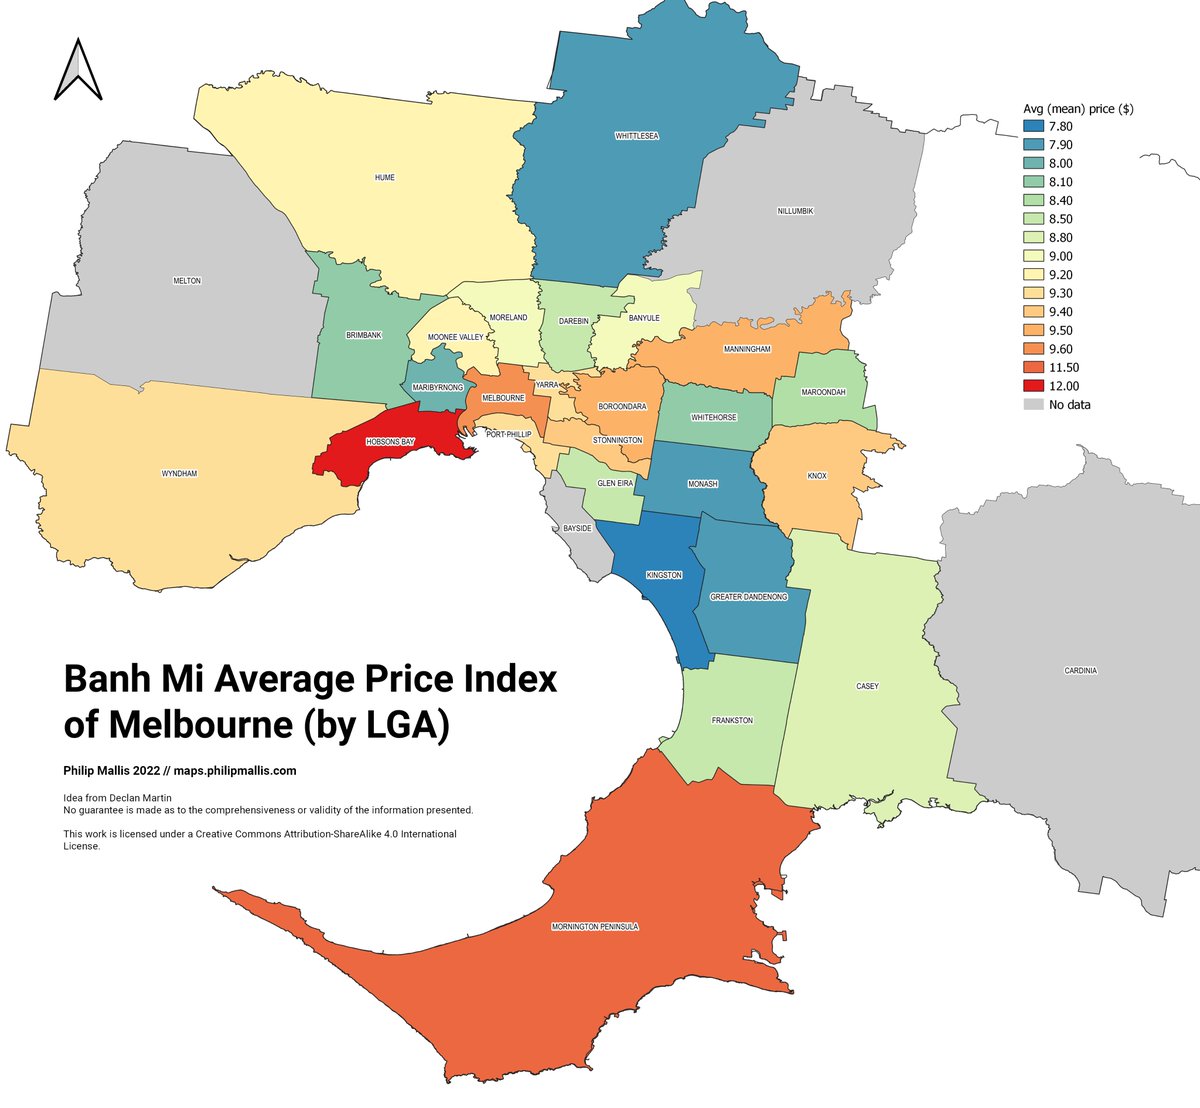 WHITTLESEA
Avg (mean) price ($)
7.80
7.90
8.00
8.10
8.40
8.50
8.80
9.00
9.20
9.30
9.40
9.50
9.60
11.50
12.00
No data
HUME
NILLUMBIK
MELTON
MORELAND
DAREBIN
BANYULE
BRIMBANK
MOONEE VALLEY
MANNINGHAM
MARIBYRNONG
YARRA
MAROONDAH
MELBOURNE
BOROONDARA
WHITEHORSE
HOBSONS BAY
PORT PHILLIP
STONNINGTON
WYNDHAM
GLEN EIRA
MONASH
KNOX
BAYSIDE
KINGSTON
GREATER DANDENONG
CARDINIA
CASEY
FRANKSTON
Banh Mi Average Price Index
of Melbourne (by LGA)
Philip Mallis 2022 // maps.philipmallis.com
Idea from Declan Martin
No guarantee is made as to the comprehensiveness or validity of the information presented.
This work is licensed under a Creative Commons Attribution-ShareAlike 4.0 International
License.
MORNINGTON PENINSULA